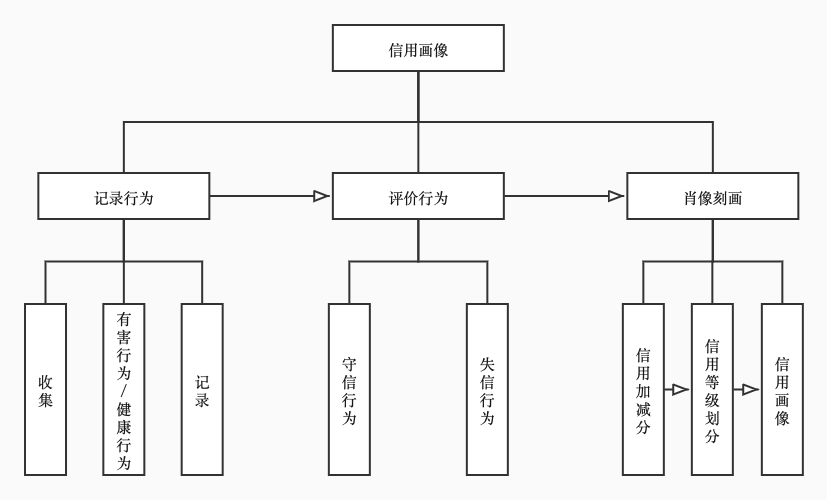 信用画像
记录行为
评价行为
肖像刻画
收集
有害行为/健康行为
记录
守信行为
失信行为
信用加减分
信用等级划分
信用画像